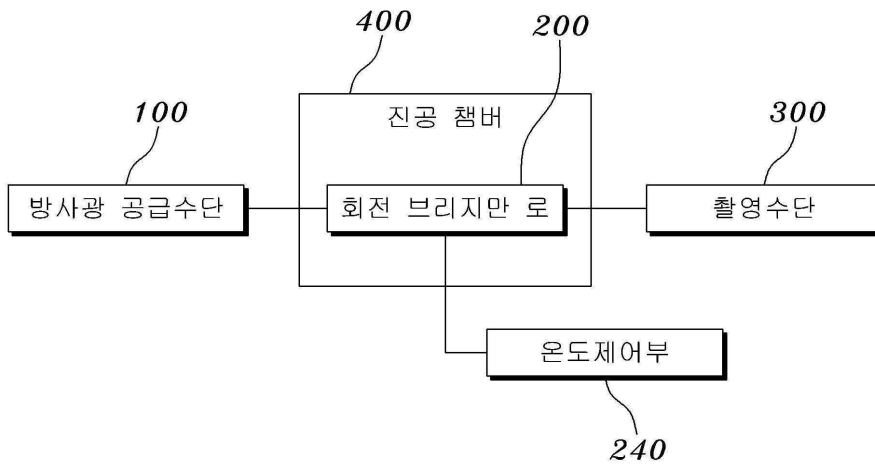 400
200
진공 챔버
100
300
방사광 공급수단
회전 브리지만 로
촬영수단
온도제어부
240